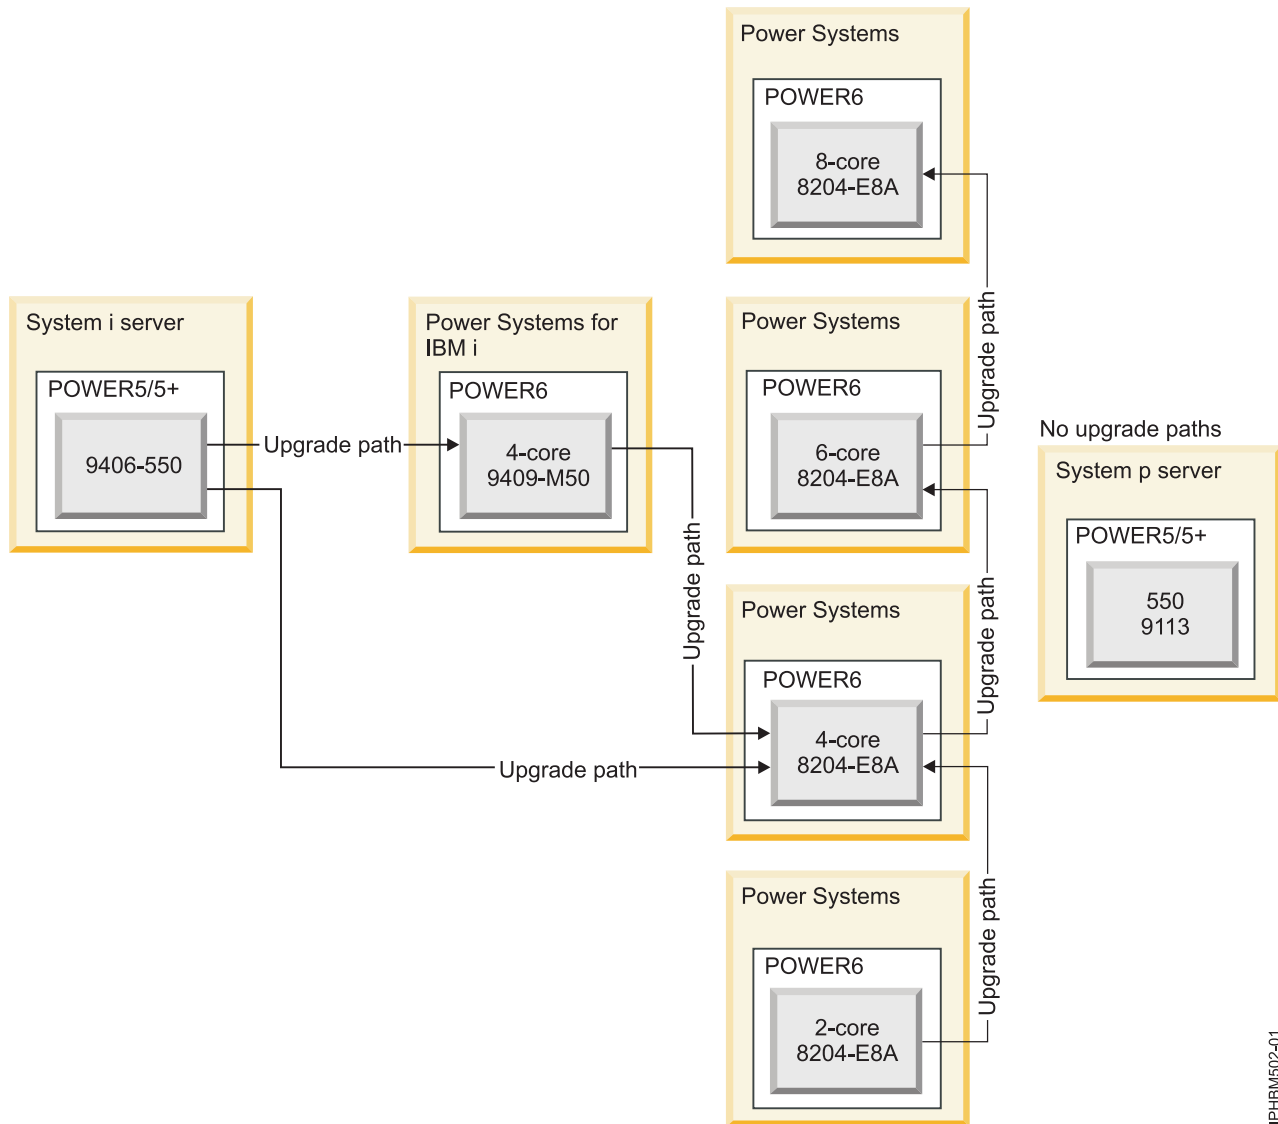 Power Systems
POWER6
8-core
8204-E8A
Upgrade path
System i server
POWER5/5+
9406-550
Upgrade path
Power Systems for
IBM i
POWER6
4-core
9409-M50
Upgrade path
Power Systems
POWER6
6-core
8204-E8A
Upgrade path
No upgrade paths
System p server
POWER5/5+
550
9113
Power Systems
POWER6
4-core
8204-E8A
Upgrade path
Upgrade path
Power Systems
POWER6
2-core
8204-E8A
IPHRM502-01